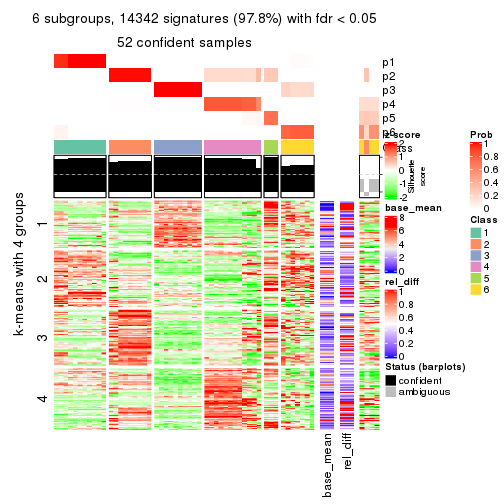 6 subgroups, 14342 signatures (97.8%) with fdr < 0.05
52 confident samples
p1
p2
p3
p4
p5
p6
Class
Silhouette
score
k-means with 4 groups
1
2
3
4
base_mean
rel_diff
z-score
2
1
0
-1
-2
base_mean
8
6
4
2
0
rel_diff
1
0.8
0.6
0.4
0.2
0
Status (barplots)
confident
ambiguous
Prob
1
0.8
0.6
0.4
0.2
0
Class
1
2
3
4
5
6